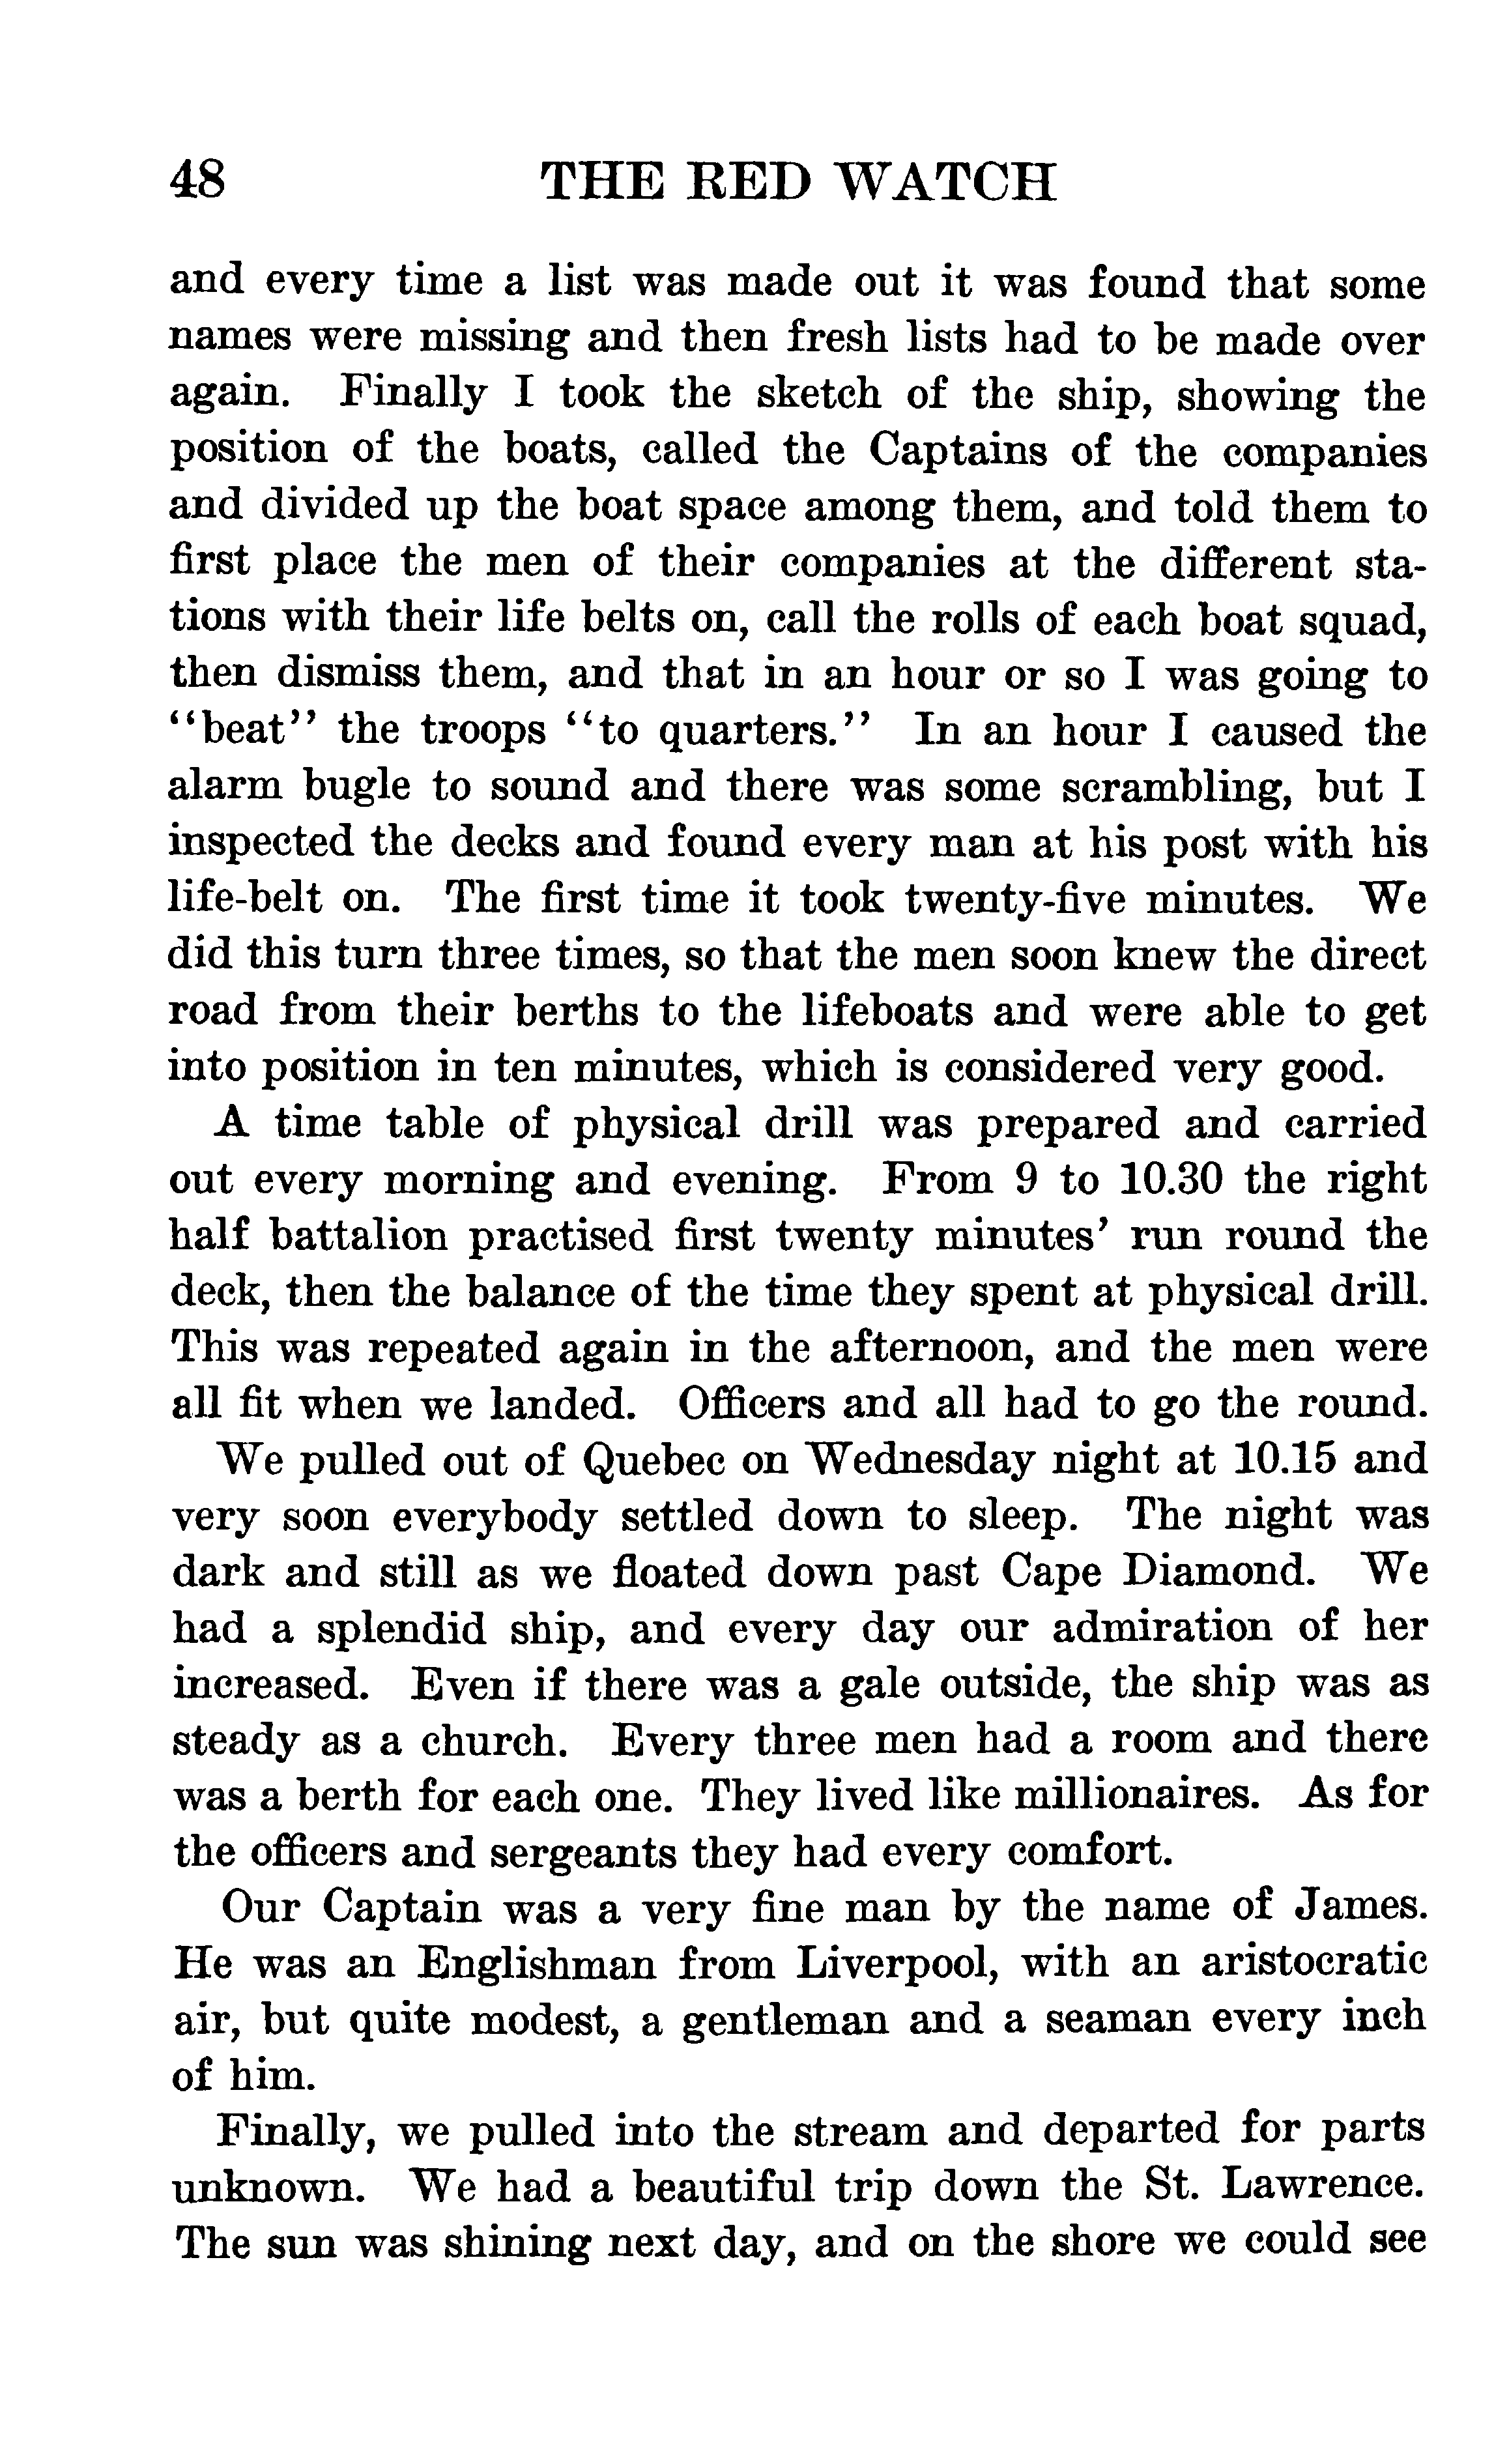 48 THE RED WATCH
and every time a list was made out it was found that some
names were missing and then fresh lists had to be made over
again. Finally I took the sketch of the ship, showing the
position of the boats, called the Captains of the companies
and divided up the boat space among them, and told them to
first place the men of their companies at the different sta-
tions with their life belts on, call the rolls of each boat squad,
then dismiss them, and that in an hour or so I was going to
“beat” the troops “to quarters.” In an hour I caused the
alarm bugle to sound and there was some scrambling, but I
inspected the decks and found every man at his post with his
life-belt on. The first time it took twenty-five minutes. We
did this turn three times, so that the men soon knew the direct
road from their berths to the lifeboats and were able to get
into position in ten minutes, which is considered very good.
A time table of physical drill was prepared and carried
out every morning and evening. From 9 to 10.30 the right
half battalion practised first twenty minutes’ run round the
deck, then the balance of the time they spent at physical drill.
This was repeated again in the afternoon, and the men were
all fit when we landed. Officers and all had to go the round.
We pulled out of Quebec on Wednesday night at 10.15 and
very soon everybody settled down to sleep. The night was
dark and still as we floated down past Cape Diamond. We
had a splendid ship, and every day our admiration of her
increased. Even if there was a gale outside, the ship was as
steady as a church. Every three men had a room and there
was a berth for each one. They lived like millionaires. As for
the officers and sergeants they had every comfort.
Our Captain was a very fine man by the name of James.
He was an Englishman from Liverpool, with an aristocratic
air, but quite modest, a gentleman and a seaman every inch
of him.
Finally, we pulled into the stream and departed for parts
unknown. We had a beautiful trip down the St. Lawrence.
The sun was shining next day, and on the shore we could see